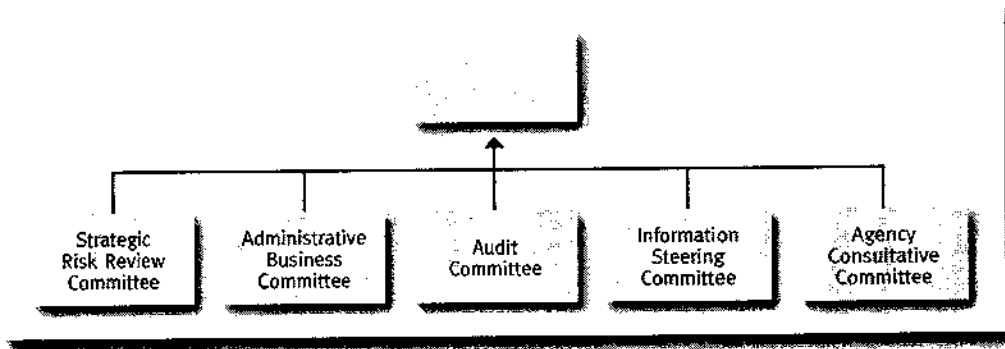 Strategic
Risk Review
Committee
Administrative
Business
Committee
Audit
Committee
Information
Steering
Committee
Agency
Consultative
Committee